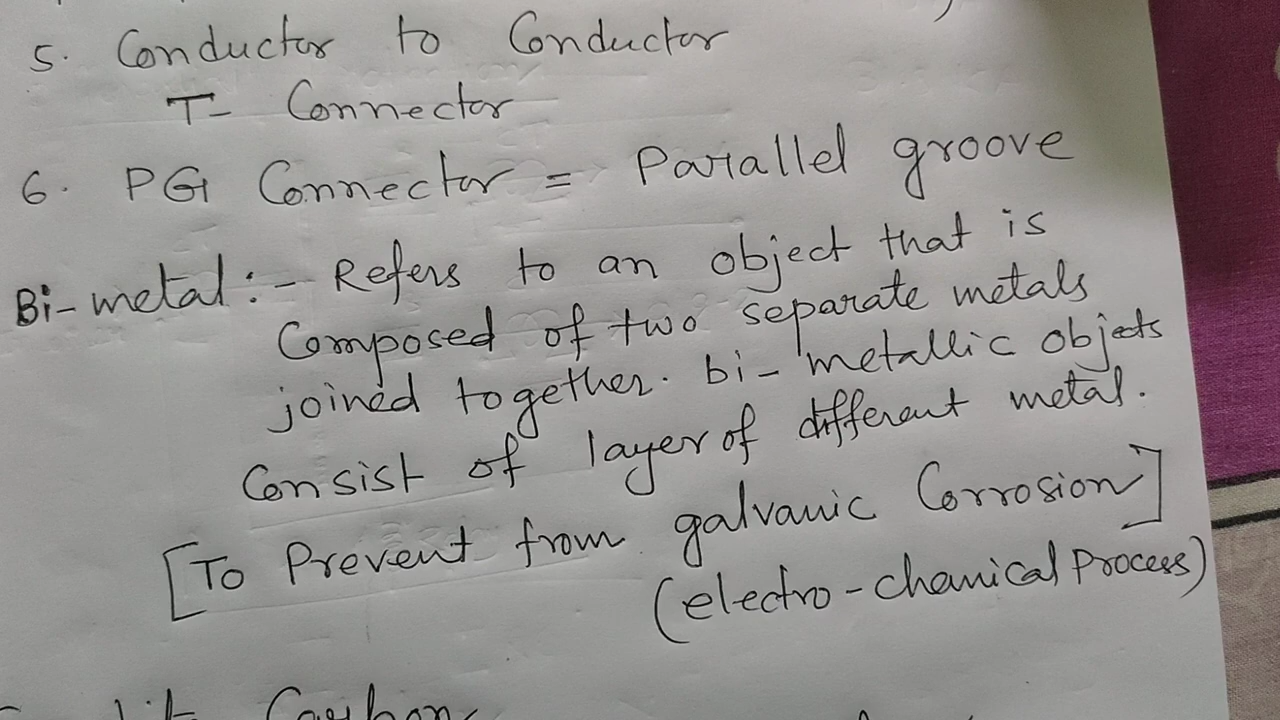 5. Conductor to Conductor
T- Connector
6. PG Connector = Parallel groove
Bi-metal:- Refers to an object that is
Composed of two separate metals
joined together. bi-metallic objects
Consist of layer of different metal.
[To Prevent from galvanic Corrosion]
(electro-chemical Process)
Carbon